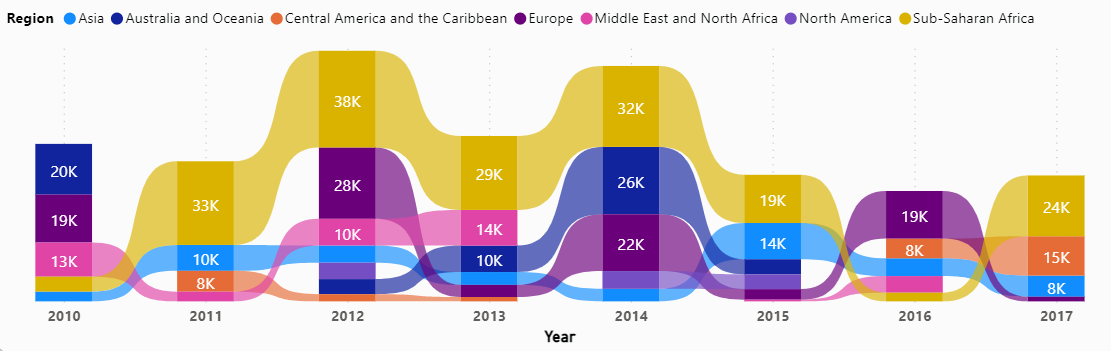 Region Asia Australia and Oceania Central America and the Caribbean Europe Middle East and North Africa North America Sub-Saharan Africa
20K
19K
13K
33K
10K
8K
38K
28K
10K
29K
14K
10K
32K
26K
22K
19K
14K
19K
8K
24K
15K
8K
2010 2011 2012 2013 2014 2015 2016 2017
Year